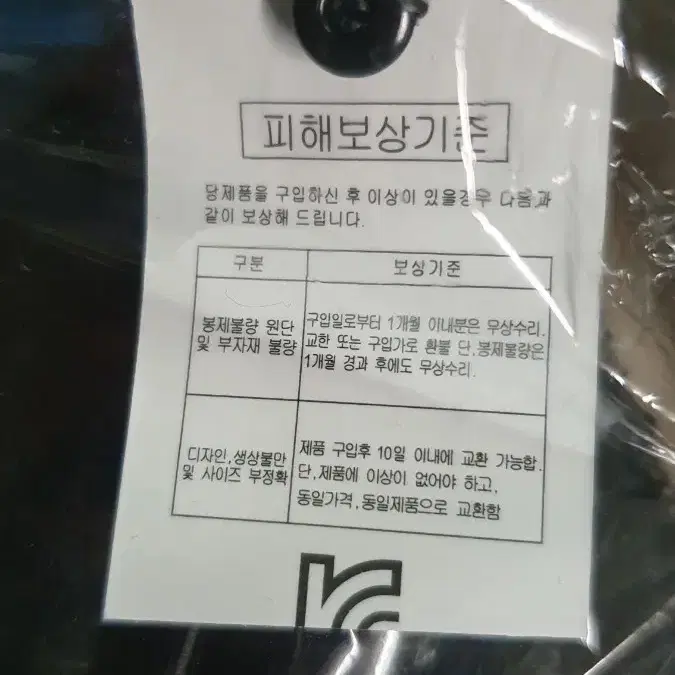 피해보상기준
당제품을 구입하신 후 이상이 있을경우 다음과
같이 보상해 드립니다.
구분
보상기준
봉제불량 원단
및 부자재 불량
구입일로부터 1개월 이내분은 무상수리.
교한 또는 구입가로 환불 단,봉제불량은
1개월 경과 후에도 무상수리.
디자인,생상불만
및 사이즈 부정확
제품 구입후 10일 이내에 교환 가능합.
단,제품에 이상이 없어야 하고,
동일가격,동일제품으로 교환함